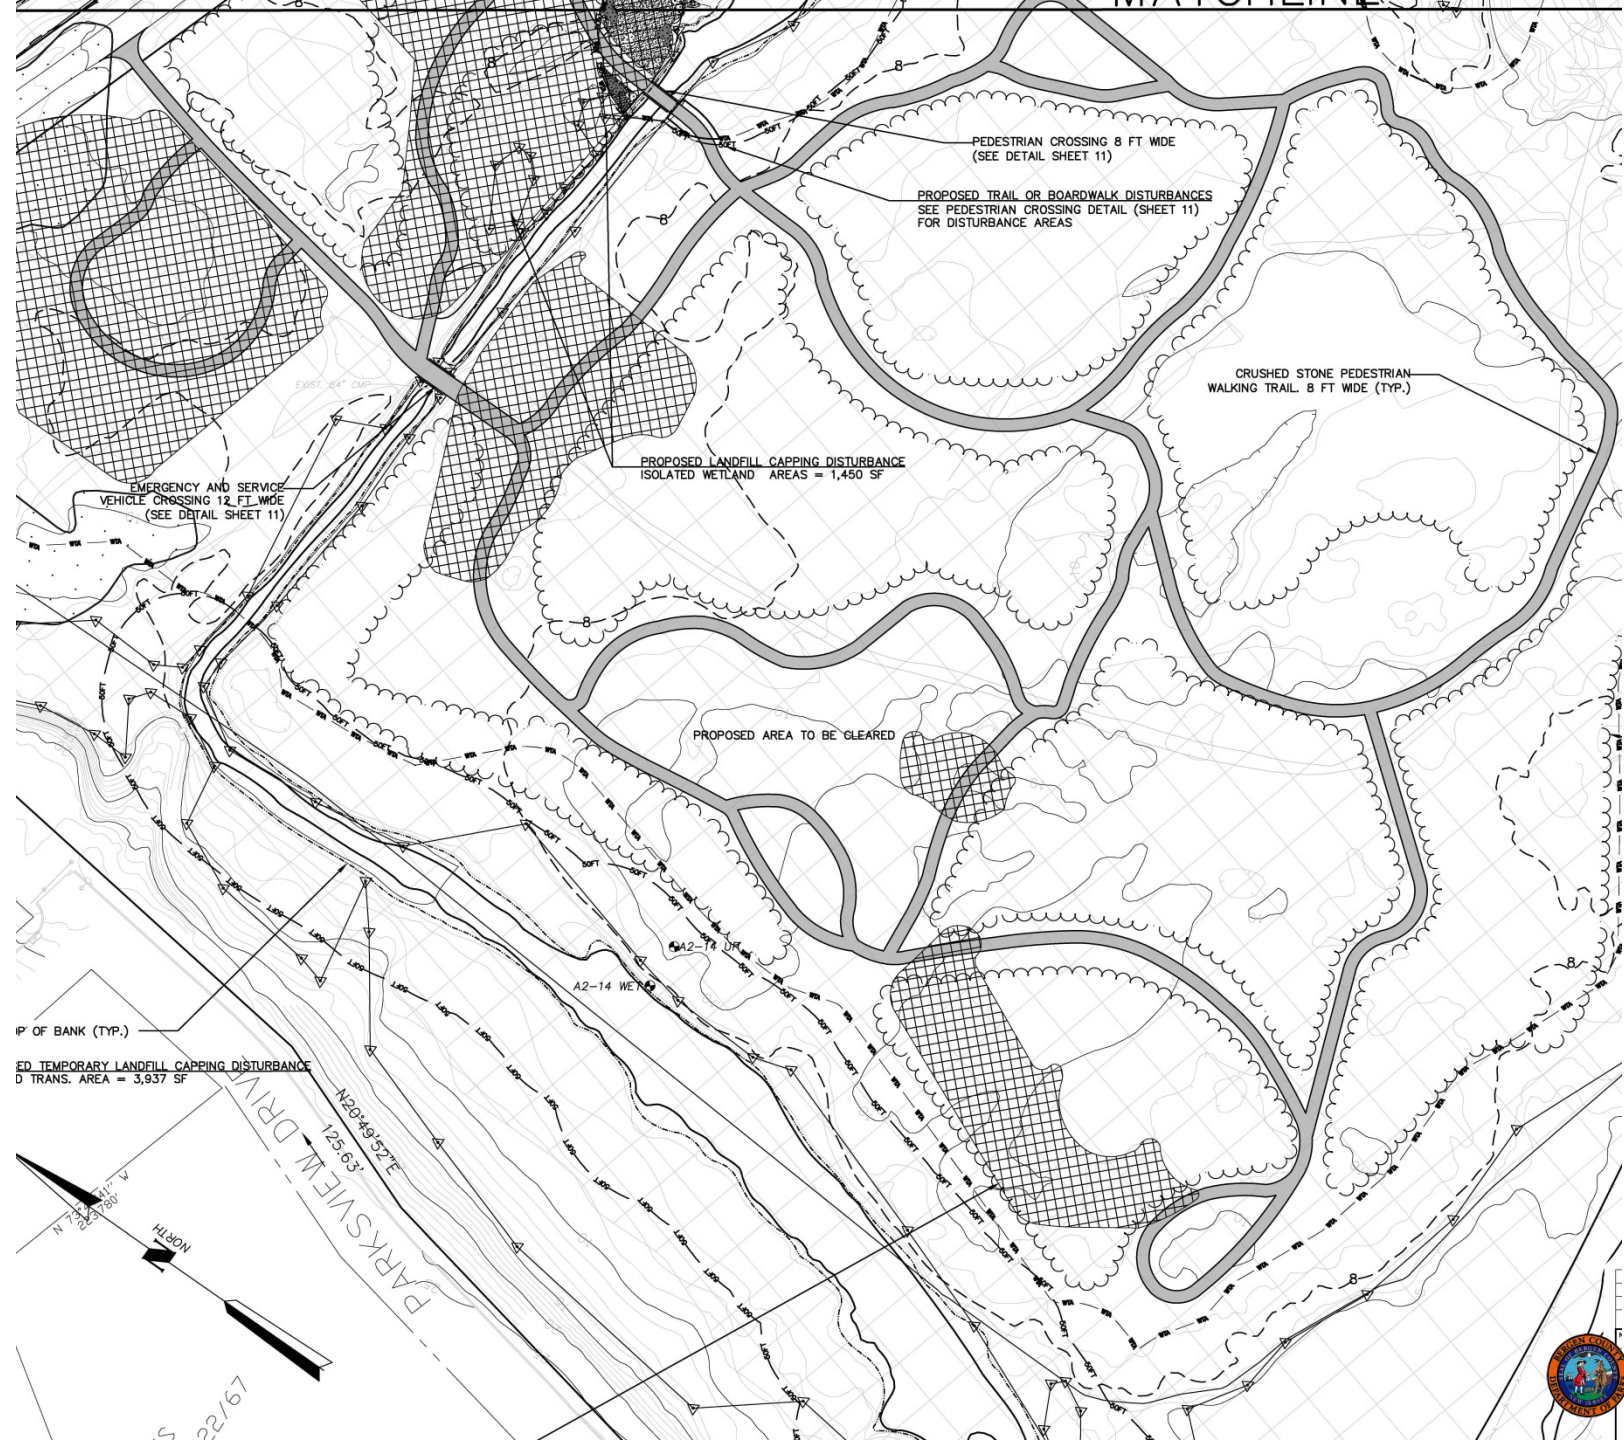 MATCHLINE
PEDESTRIAN CROSSING 8 FT WIDE
(SEE DETAIL SHEET 11)
PROPOSED TRAIL OR BOARDWALK DISTURBANCES
SEE PEDESTRIAN CROSSING DETAIL (SHEET 11)
FOR DISTURBANCE AREAS
8
8
8
EXIST. 84" CMP
CRUSHED STONE PEDESTRIAN
WALKING TRAIL. 8 FT WIDE (TYP.)
PROPOSED LANDFILL CAPPING DISTURBANCE
ISOLATED WETLAND AREAS = 1,450 SF
EMERGENCY AND SERVICE
VEHICLE CROSSING 12 FT WIDE
(SEE DETAIL SHEET 11)
8
PROPOSED AREA TO BE CLEARED
A2-14 UP
A2-14 WET
8
OF BANK (TYP.)
ED TEMPORARY LANDFILL CAPPING DISTURBANCE
D TRANS. AREA = 3,937 SF
N20°49'52"E
125.63'
PARKSVIEW DRIVE
NORTH
8
22/67
50FT
WTA
BERGEN COUNTY